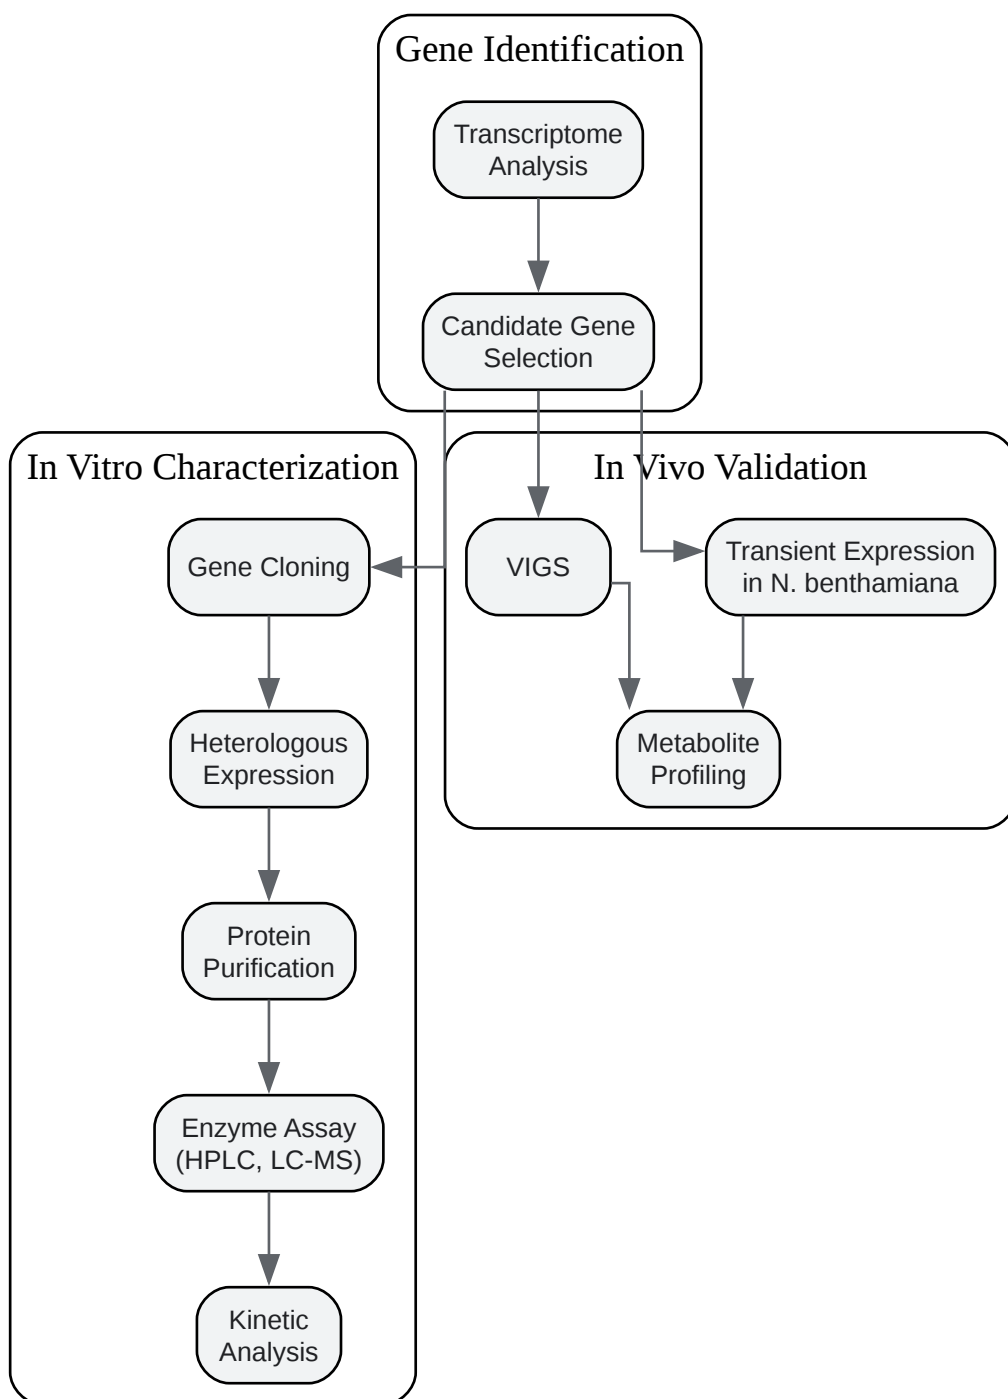 Gene Identification
Transcriptome
Analysis
Candidate Gene
Selection
In Vitro Characterization
Gene Cloning
Heterologous
Expression
Protein
Purification
Enzyme Assay
(HPLC, LC-MS)
Kinetic
Analysis
In Vivo Validation
VIGS
Transient Expression
in N. benthamiana
Metabolite
Profiling